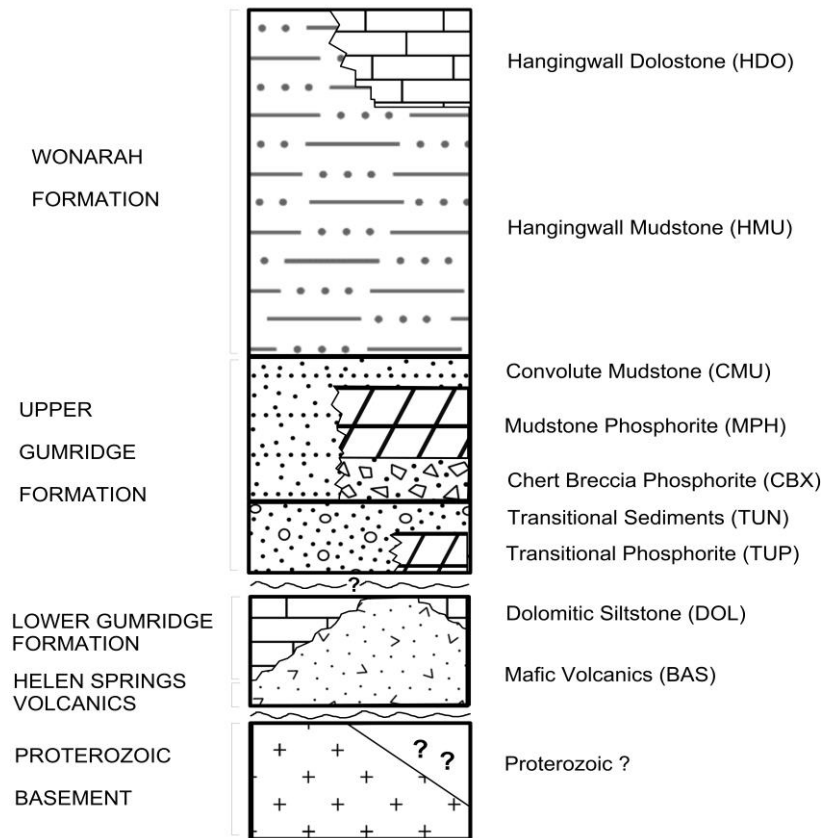 Hangingwall Dolostone (HDO)
WONARAH
FORMATION
Hangingwall Mudstone (HMU)
Convolute Mudstone (CMU)
UPPER
GUMRIDGE
FORMATION
Mudstone Phosphorite (MPH)
Chert Breccia Phosphorite (CBX)
Transitional Sediments (TUN)
Transitional Phosphorite (TUP)
?
LOWER GUMRIDGE
FORMATION
Dolomitic Siltstone (DOL)
HELEN SPRINGS
VOLCANICS
Mafic Volcanics (BAS)
PROTEROZOIC
BASEMENT
? ?
Proterozoic ?